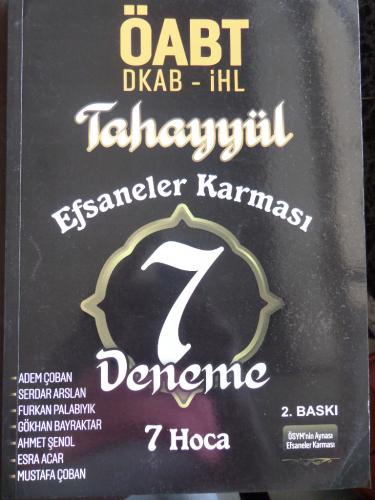 ÖABT
DKAB - iHL
Tahayyül
Efsaneler Karması
7
Deneme
7 Hoca
ADEM ÇOBAN
SERDAR ARSLAN
FURKAN PALABIYIK
GÖKHAN BAYRAKTAR
AHMET ŞENOL
ESRA ACAR
MUSTAFA ÇOBAN
2. BASKI
ÖSYM'nin Aynası
Efsaneler Karması